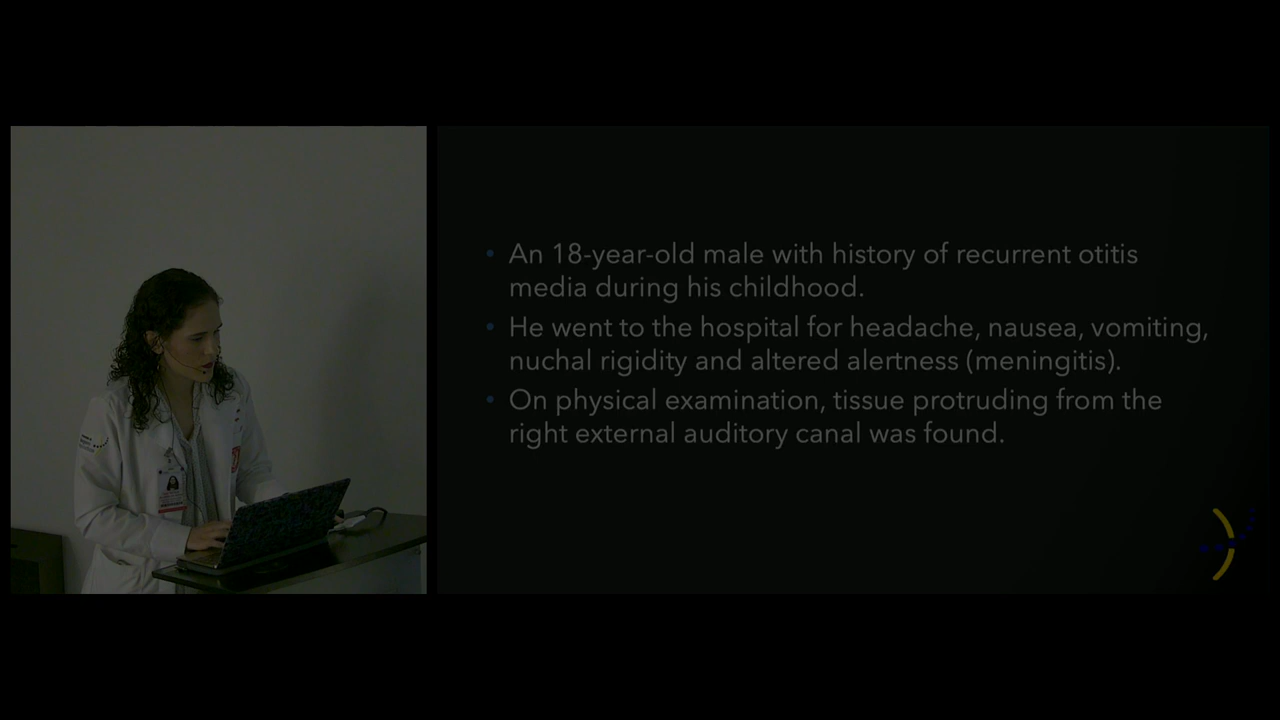 • An 18-year-old male with history of recurrent otitis
media during his childhood.
• He went to the hospital for headache, nausea, vomiting,
nuchal rigidity and altered alertness (meningitis).
• On physical examination, tissue protruding from the
right external auditory canal was found.